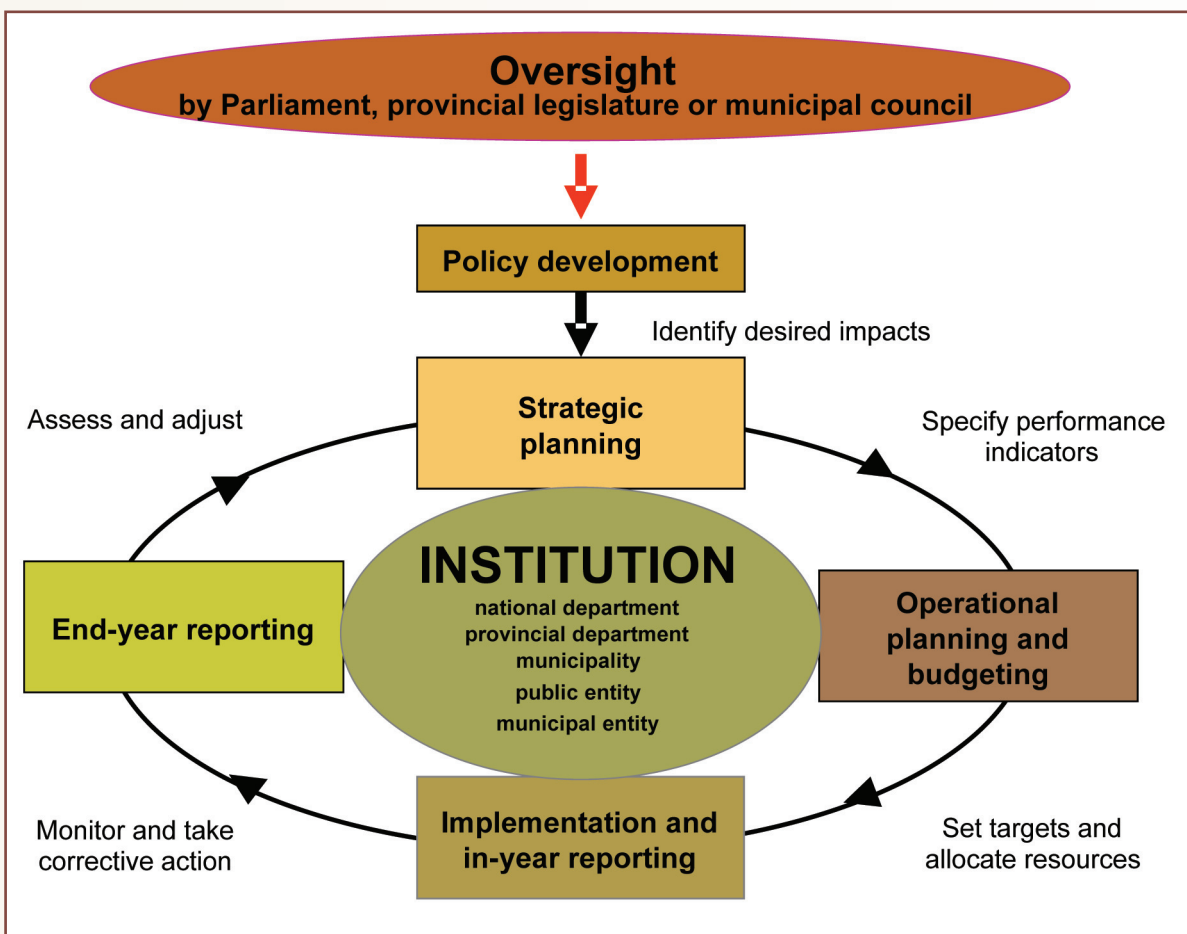 Oversight
by Parliament, provincial legislature or municipal council
Policy development
Identify desired impacts
Strategic
planning
Assess and adjust
Specify performance
indicators
INSTITUTION
national department
provincial department
municipality
public entity
municipal entity
End-year reporting
Operational
planning and
budgeting
Implementation and
in-year reporting
Monitor and take
corrective action
Set targets and
allocate resources